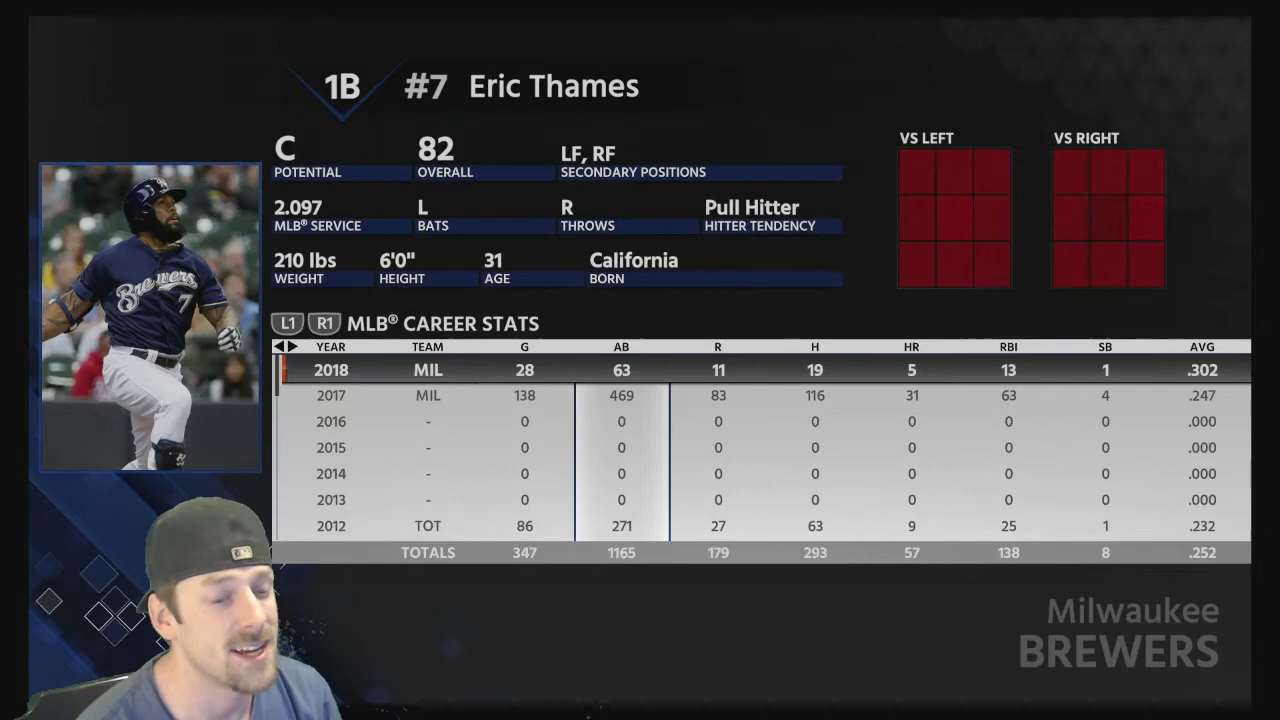 1B #7 Eric Thames
C 82 LF, RF
POTENTIAL OVERALL SECONDARY POSITIONS
2.097 L R Pull Hitter
MLB® SERVICE BATS THROWS HITTER TENDENCY
210 lbs 6'0" 31 California
WEIGHT HEIGHT AGE BORN
VS LEFT VS RIGHT
Brewers
7
L1 R1 MLB® CAREER STATS
YEAR TEAM G AB R H HR RBI SB AVG
2018 MIL 28 63 11 19 5 13 1 .302
2017 MIL 138 469 83 116 31 63 4 .247
2016 - 0 0 0 0 0 0 0 .000
2015 - 0 0 0 0 0 0 0 .000
2014 - 0 0 0 0 0 0 0 .000
2013 - 0 0 0 0 0 0 0 .000
2012 TOT 86 271 27 63 9 25 1 .232
TOTALS 347 1165 179 293 57 138 8 .252
Milwaukee
BREWERS